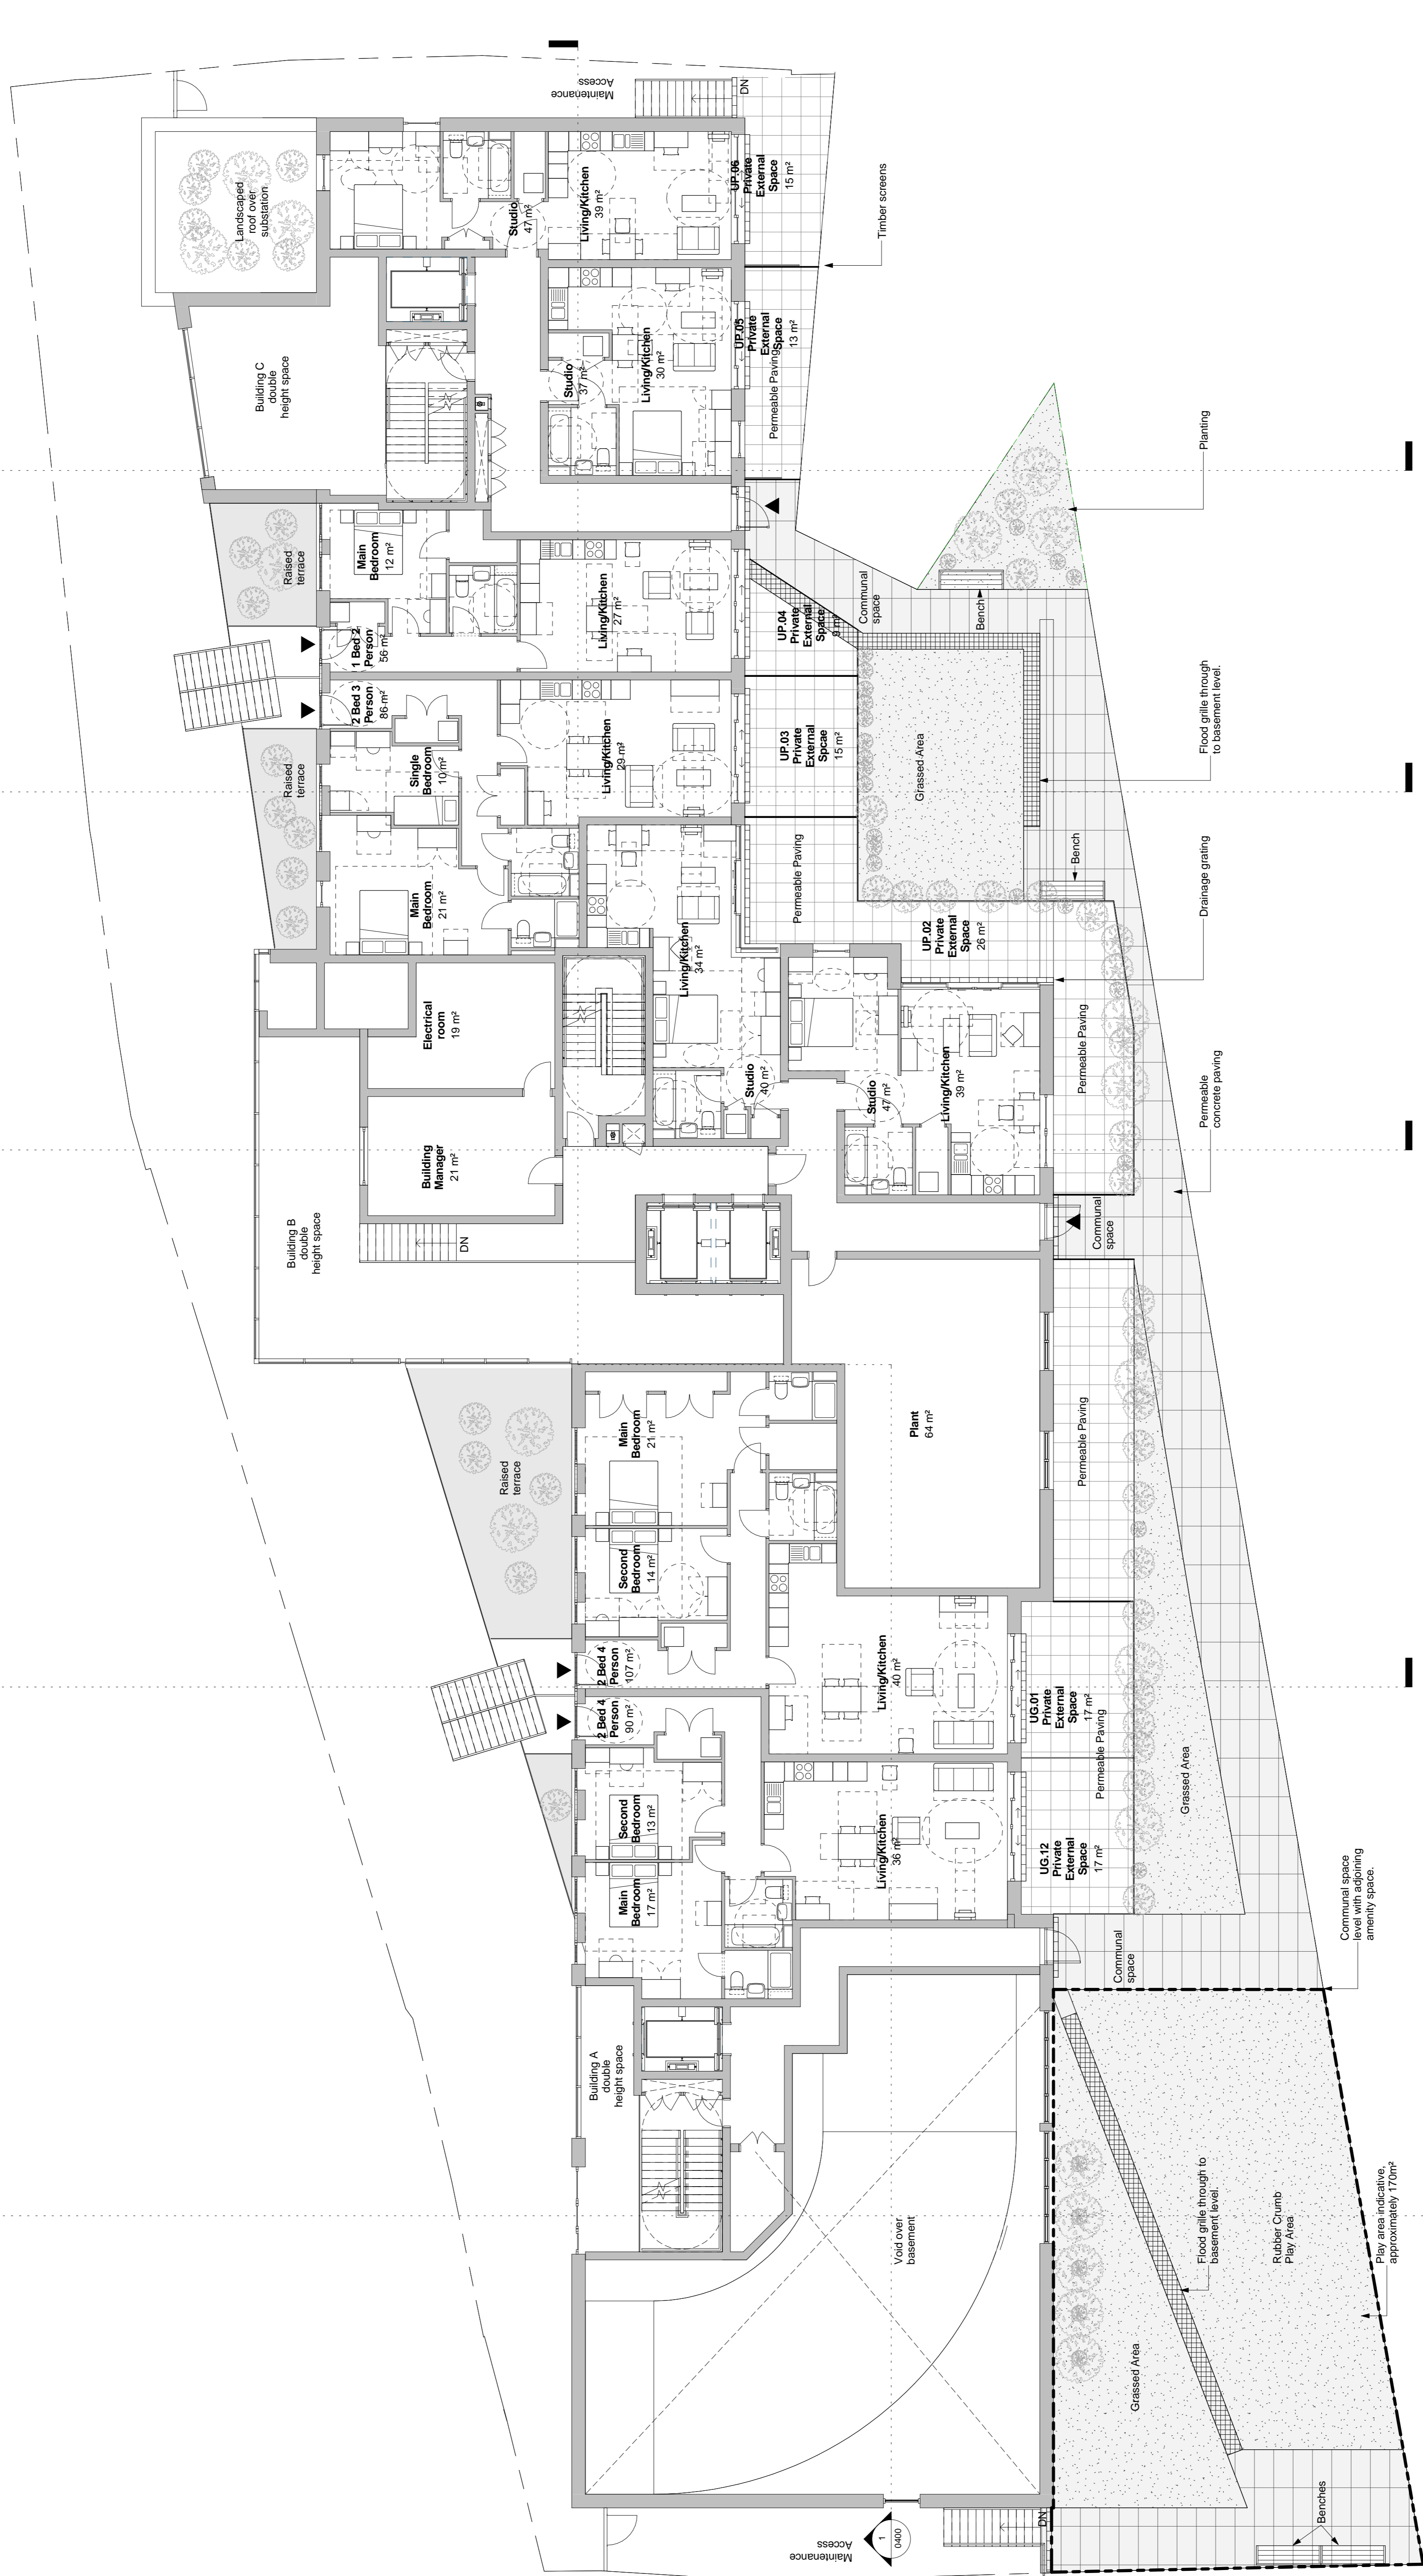 Maintenance
Access
DN
Landscaped
roof over
substation
Studio
47 m²
Living/Kitchen
39 m²
UP.06
Private
External
Space
15 m²
Timber screens
Building C
double
height space
Studio
37 m²
Living/Kitchen
30 m²
UP.05
Private
External
Space
13 m²
Permeable Paving
Planting
Raised
terrace
Main
Bedroom
12 m²
1 Bed 2
Person
56 m²
Living/Kitchen
27 m²
UP.04
Private
External
Space
9 m²
Communal
space
Bench
Flood grille through
to basement level.
2 Bed 3
Person
86 m²
Raised
terrace
Single
Bedroom
10 m²
Living/Kitchen
29 m²
UP.03
Private
External
Spcae
15 m²
Grassed Area
Main
Bedroom
21 m²
Permeable Paving
Bench
Drainage grating
Living/Kitchen
34 m²
UP.02
Private
External
Space
26 m²
Electrical
room
19 m²
Studio
40 m²
Studio
47 m²
Living/Kitchen
39 m²
Permeable Paving
Permeable
concrete paving
Building
Manager
21 m²
Building B
double
height space
DN
Communal
space
Raised
terrace
Main
Bedroom
21 m²
Plant
64 m²
Permeable Paving
Second
Bedroom
14 m²
2 Bed 4
Person
107 m²
Living/Kitchen
40 m²
UG.01
Private
External
Space
17 m²
Permeable Paving
Grassed Area
2 Bed 4
Person
90 m²
Second
Bedroom
13 m²
Main
Bedroom
17 m²
Living/Kitchen
36 m²
UG.12
Private
External
Space
17 m²
Communal space
level with adjoining
amenity space.
Communal
space
Building A
double
height space
Void over
basement
Flood grille through to
basement level.
Rubber Crumb
Play Area
Play area indicative,
approximately 170m²
Grassed Area
Benches
DN
Maintenance
Access
1
0400